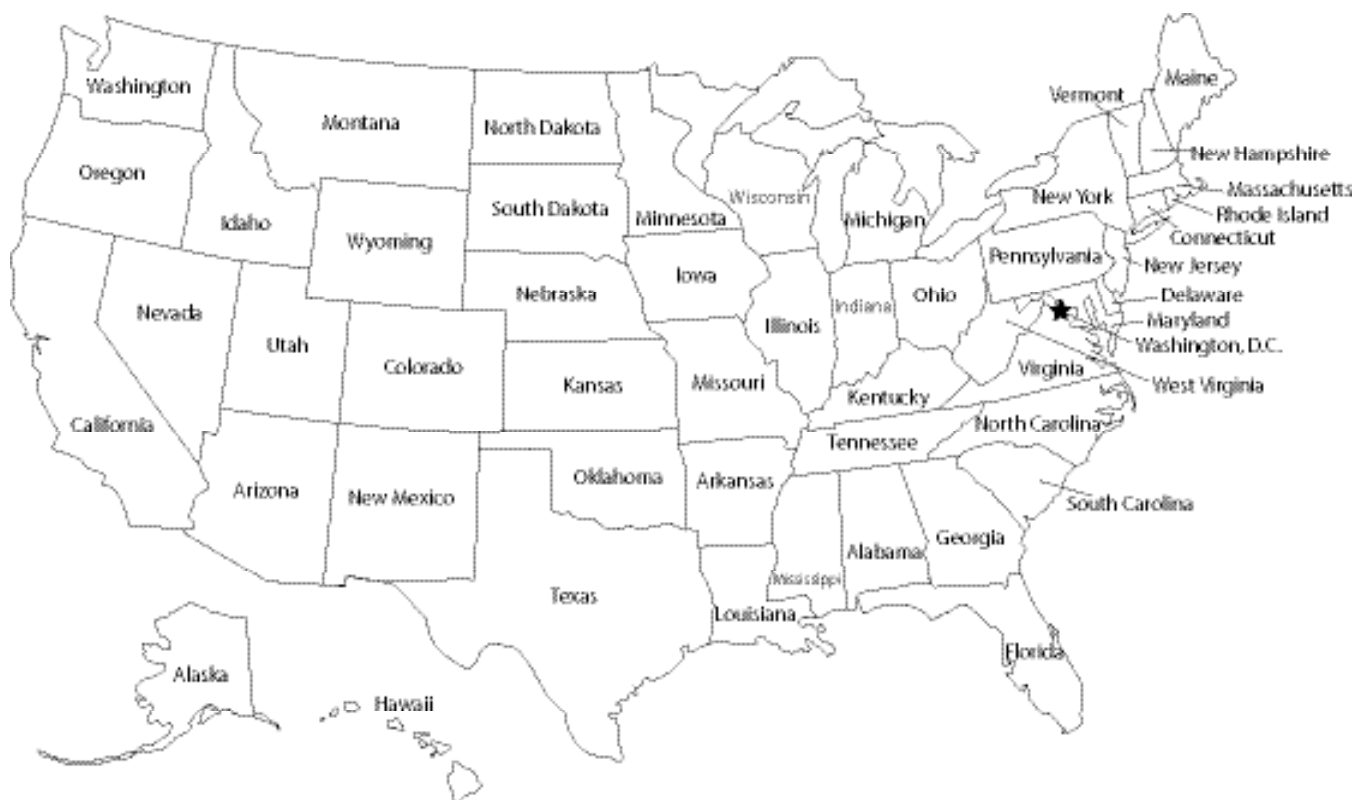 Washington
Montana
North Dakota
Maine
Vermont
Oregon
Idaho
Wyoming
South Dakota
Minnesota
Wisconsin
Michigan
New York
New Hampshire
Massachusetts
Rhode Island
Connecticut
Nevada
Utah
Colorado
Nebraska
Iowa
Illinois
Indiana
Ohio
Pennsylvania
New Jersey
Delaware
Maryland
Washington, D.C.
West Virginia
California
Kansas
Missouri
Kentucky
Virginia
Arizona
New Mexico
Oklahoma
Arkansas
Tennessee
North Carolina
South Carolina
Texas
Louisiana
Mississippi
Alabama
Georgia
Florida
Alaska
Hawaii